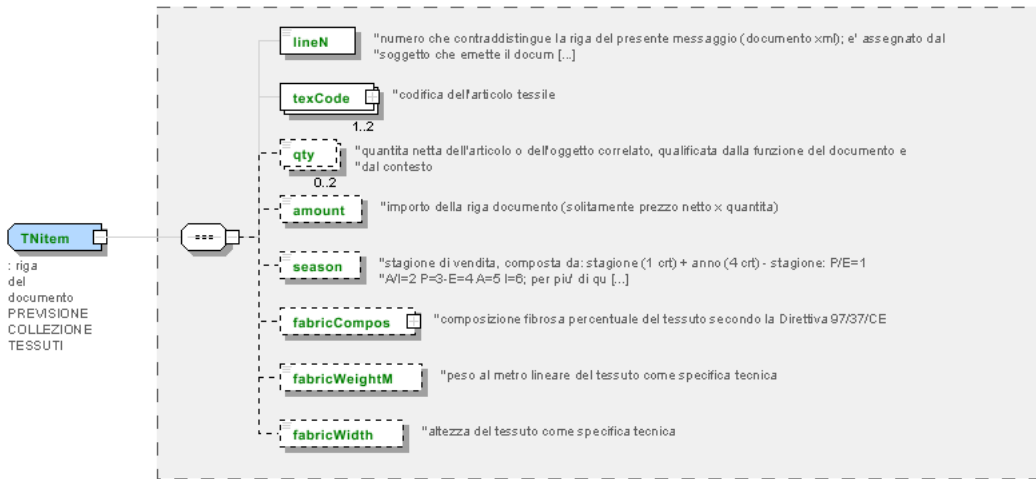 lineN
"numero che contraddistingue la riga del presente messaggio (documento xml); e' assegnato dal
"soggetto che emette il docum [...]
texCode
"codifica dell'articolo tessile
1..2
qty
"quantita netta dell'articolo o dell'oggetto correlato, qualificata dalla funzione del documento e
"dal contesto
0..2
amount
"importo della riga documento (solitamente prezzo netto x quantita)
TNitem
: riga
del
documento
PREVISIONE
COLLEZIONE
TESSUTI
season
"stagione di vendita, composta da: stagione (1 crt) + anno (4 crt) - stagione: P/E=1
"A/I=2 P=3-E=4 A=5 I=6; per piu' di qu [...]
fabricCompos
"composizione fibrosa percentuale del tessuto secondo la Direttiva 97/37/CE
fabricWeightM
"peso al metro lineare del tessuto come specifica tecnica
fabricWidth
"altezza del tessuto come specifica tecnica